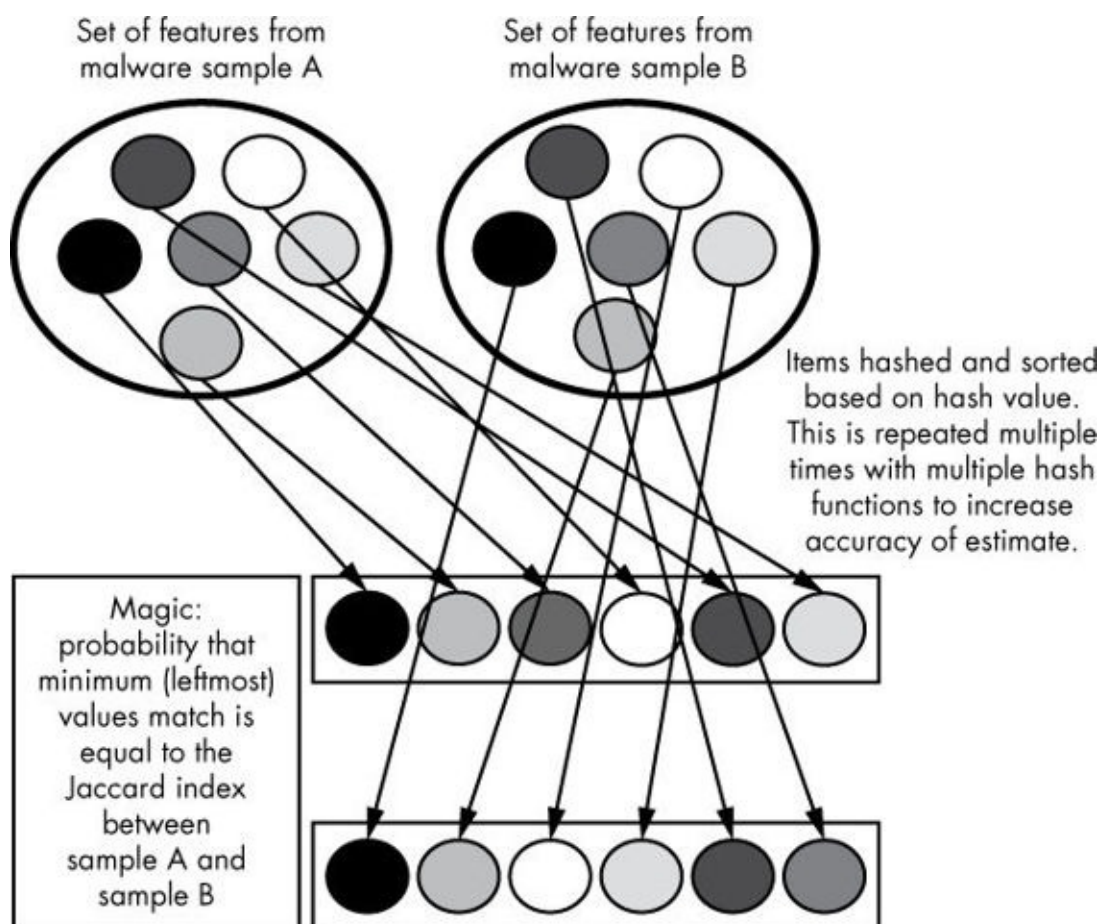 Set of features from
malware sample A
Set of features from
malware sample B
Items hashed and sorted
based on hash value.
This is repeated multiple
times with multiple hash
functions to increase
accuracy of estimate.
Magic:
probability that
minimum (leftmost)
values match is
equal to the
Jaccard index
between
sample A and
sample B